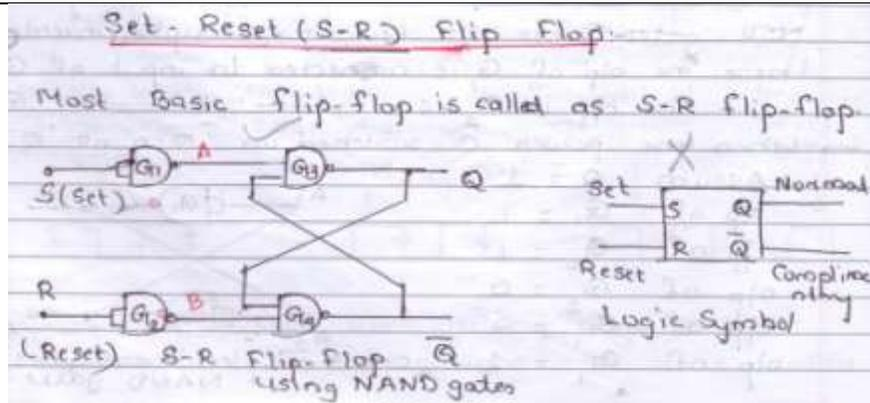 Set - Reset (S-R) Flip Flop.
Most Basic flip-flop is called as S-R flip-flop.
S(Set)
G1
A
G3
Q
R
(Reset)
G2
B
G4
Q̅
S-R Flip-Flop
using NAND gates
Set
Normal
S Q
R Q̅
Reset
Logic Symbol